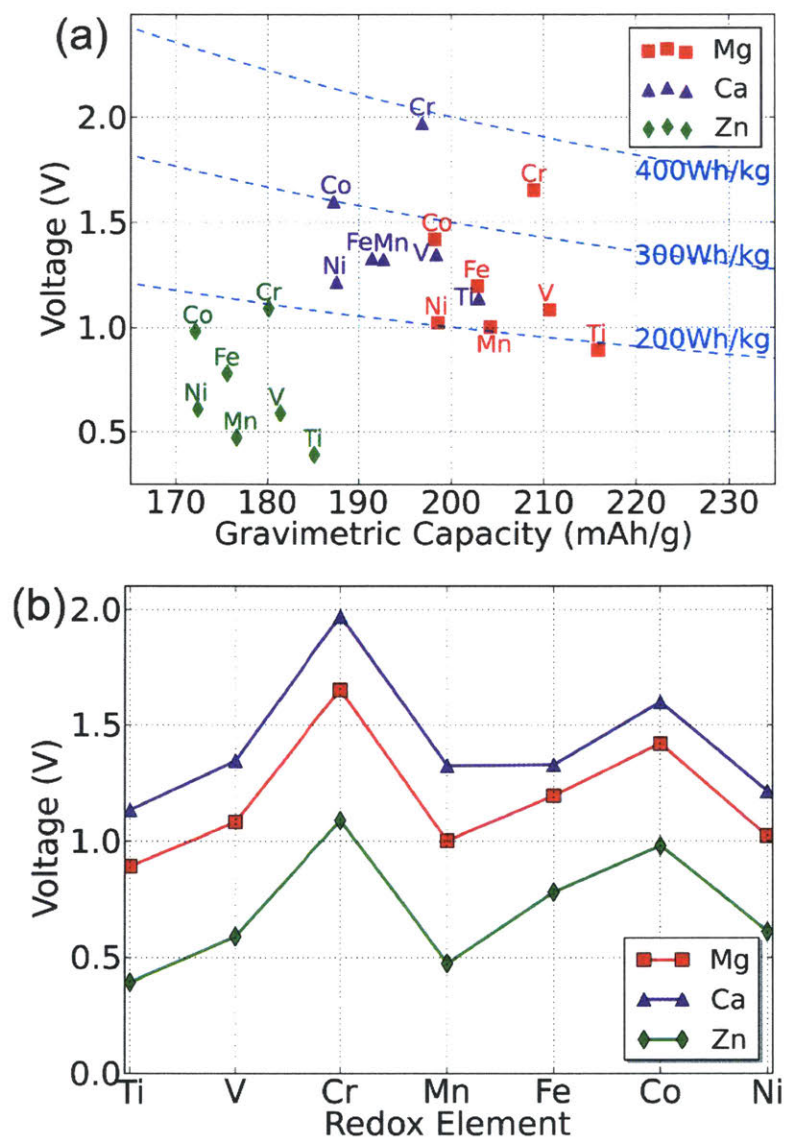 (a)
Mg
Ca
Zn
2.0
1.5
1.0
0.5
Voltage (V)
Cr
400Wh/kg
Cr
Co
Co
300Wh/kg
FeMn
V
Ni
Fe
Ti
V
Cr
Ni
Mn
Ti
200Wh/kg
Co
Fe
Ni
V
Mn
Ti
170 180 190 200 210 220 230
Gravimetric Capacity (mAh/g)
(b)
2.0
1.5
1.0
0.5
0.0
Voltage (V)
Mg
Ca
Zn
Ti V Cr Mn Fe Co Ni
Redox Element